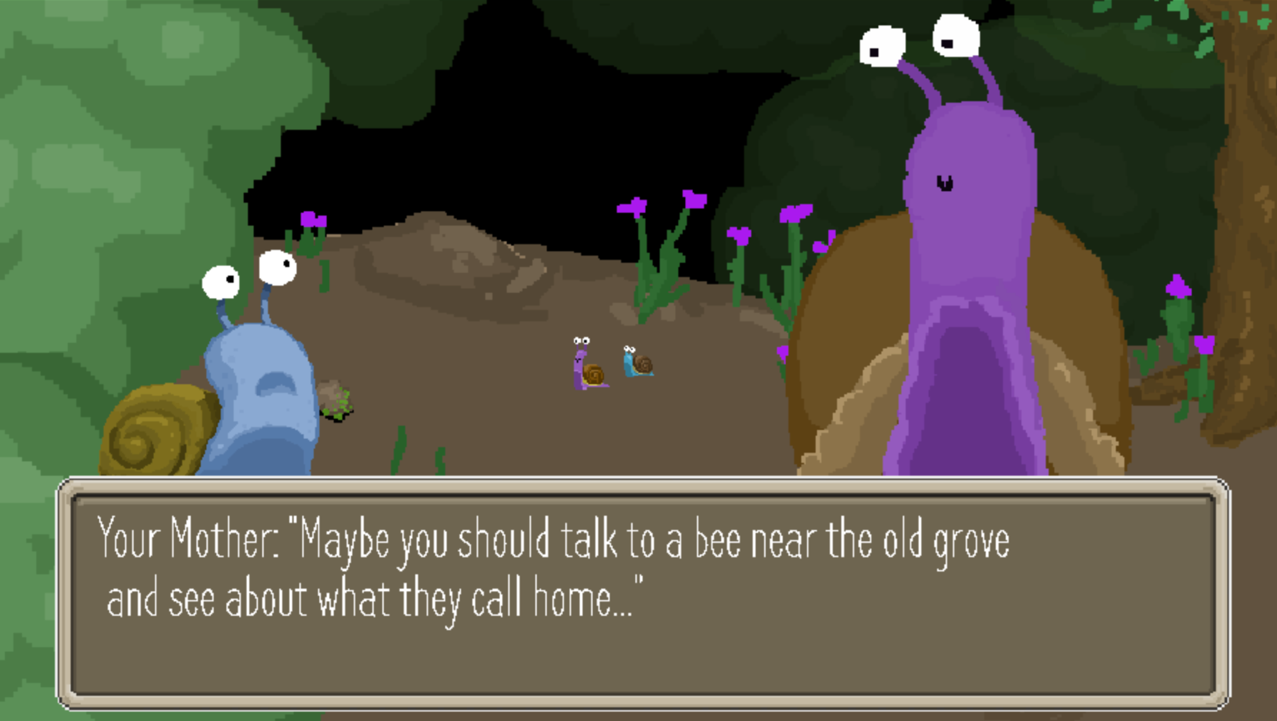 Your Mother: "Maybe you should talk to a bee near the old grove
and see about what they call home..."